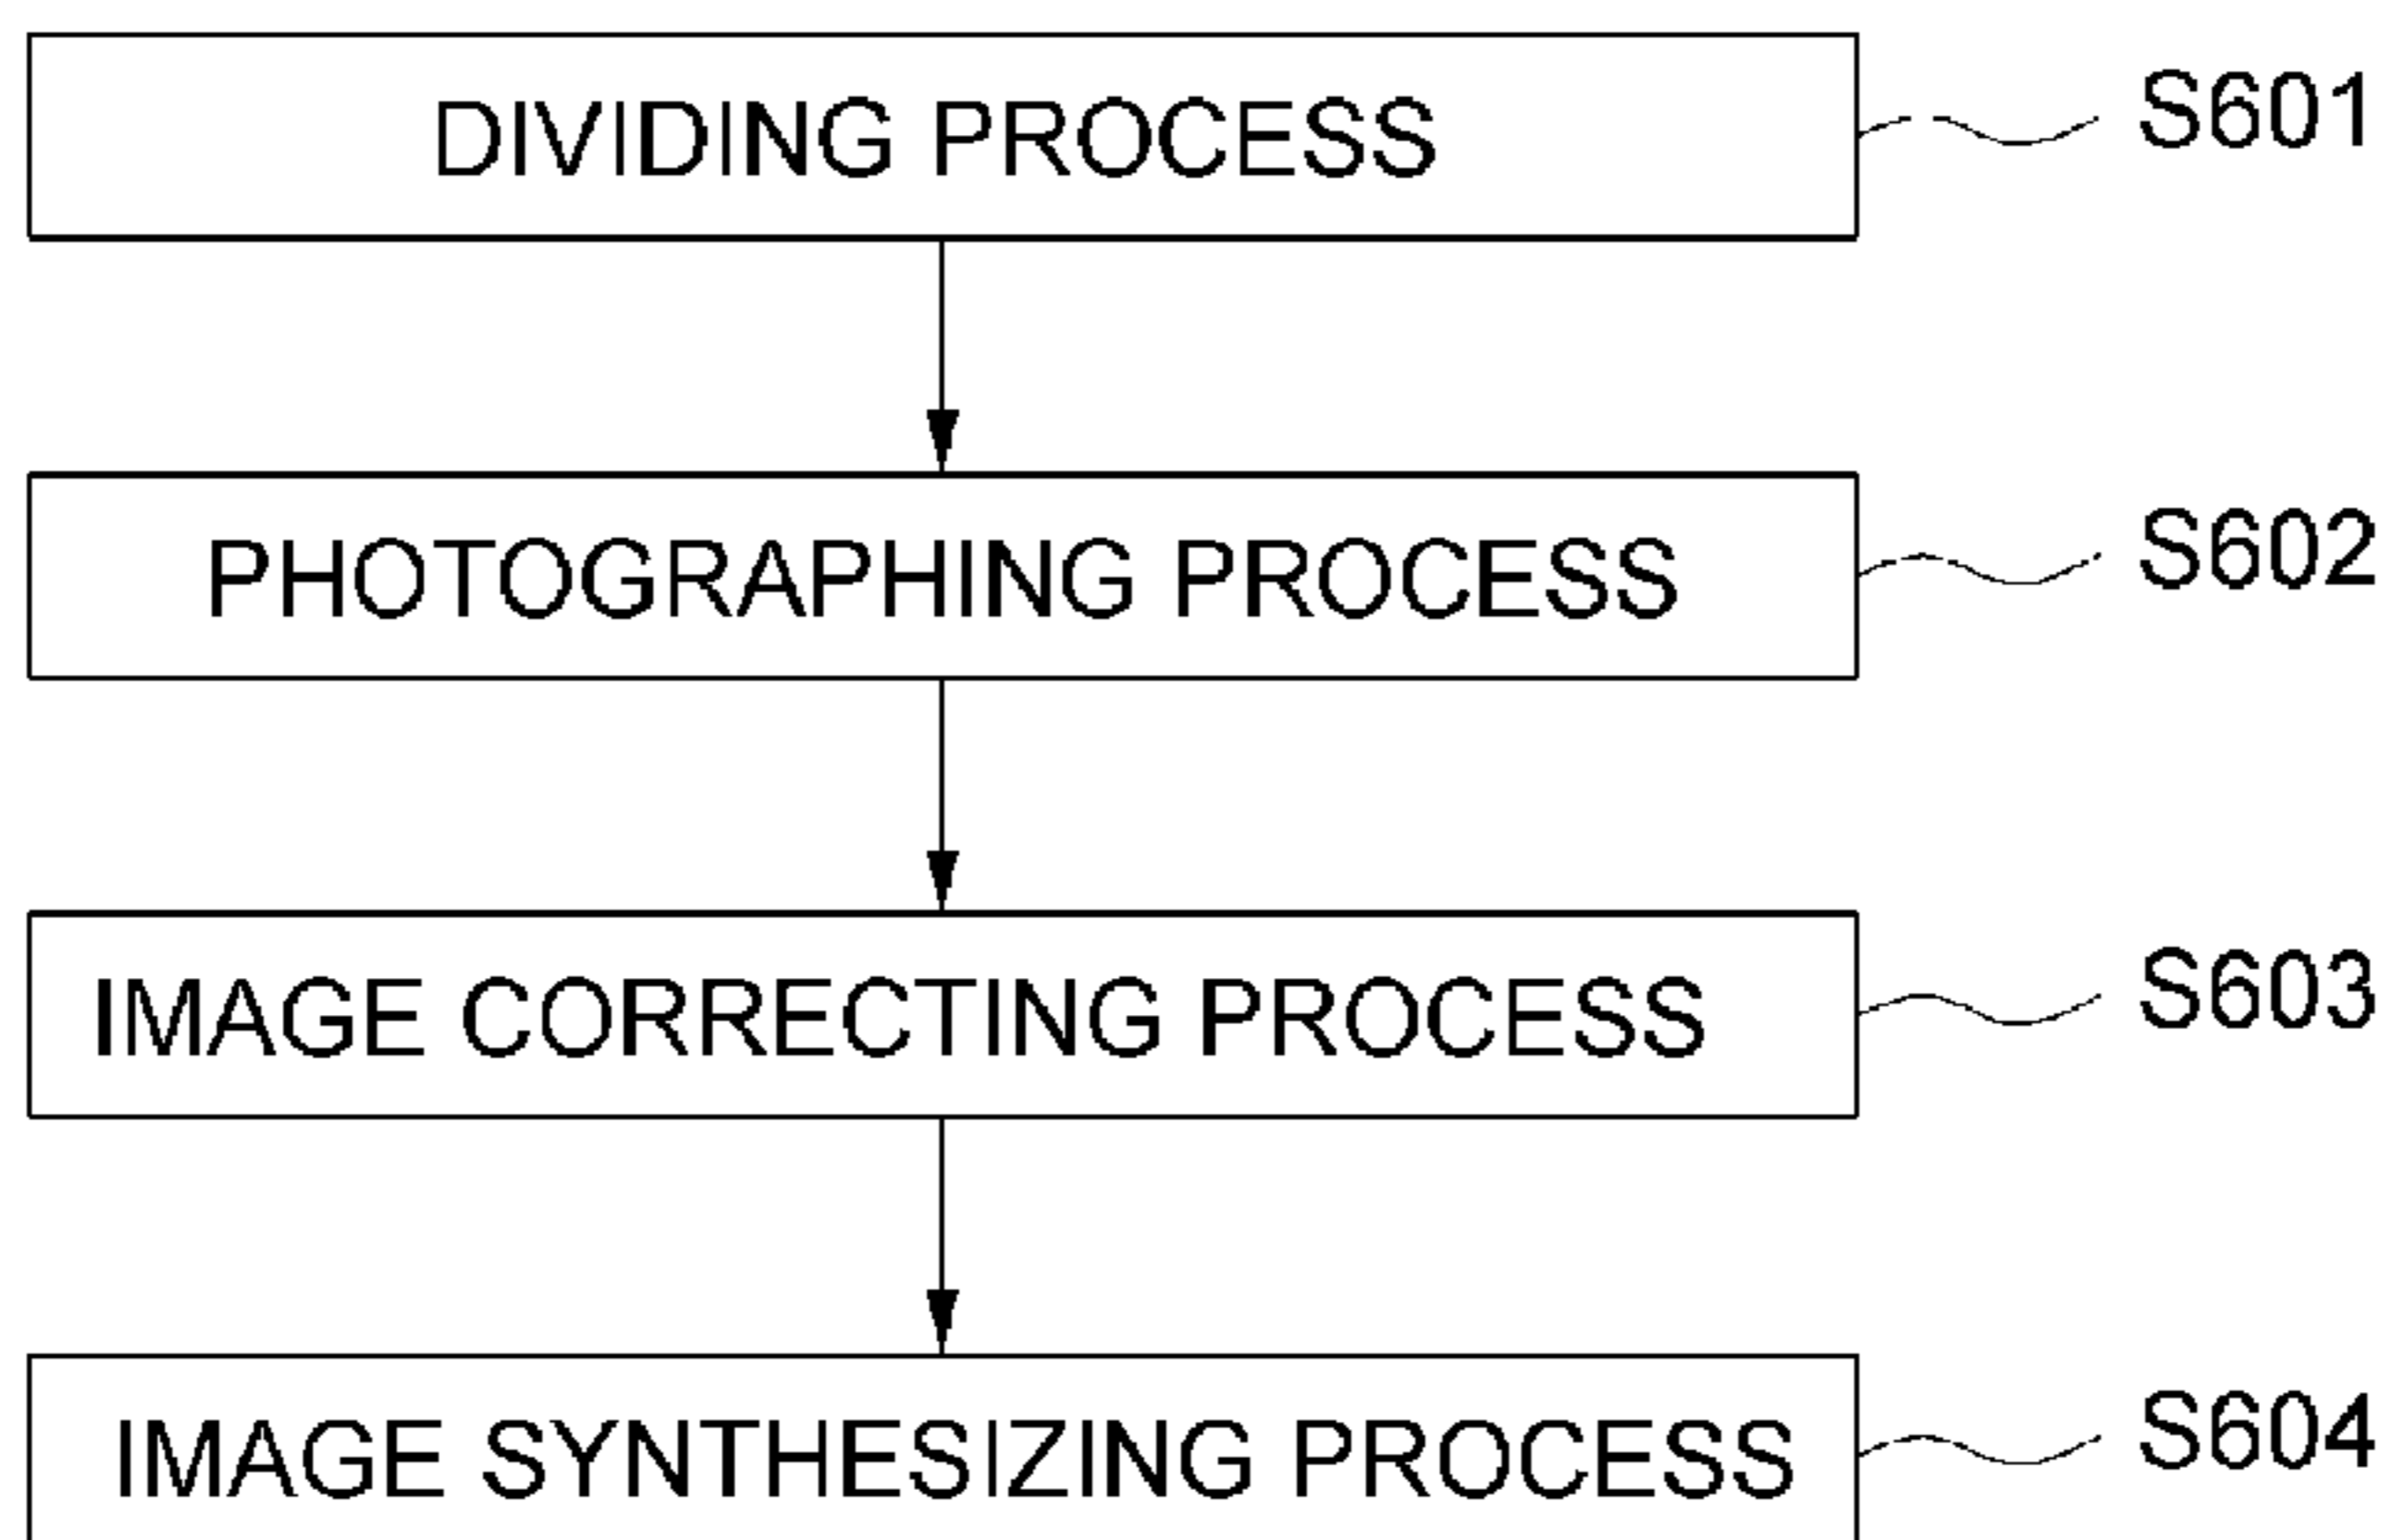 DIVIDING PROCESS S601
PHOTOGRAPHING PROCESS S602
IMAGE CORRECTING PROCESS S603
IMAGE SYNTHESIZING PROCESS S604